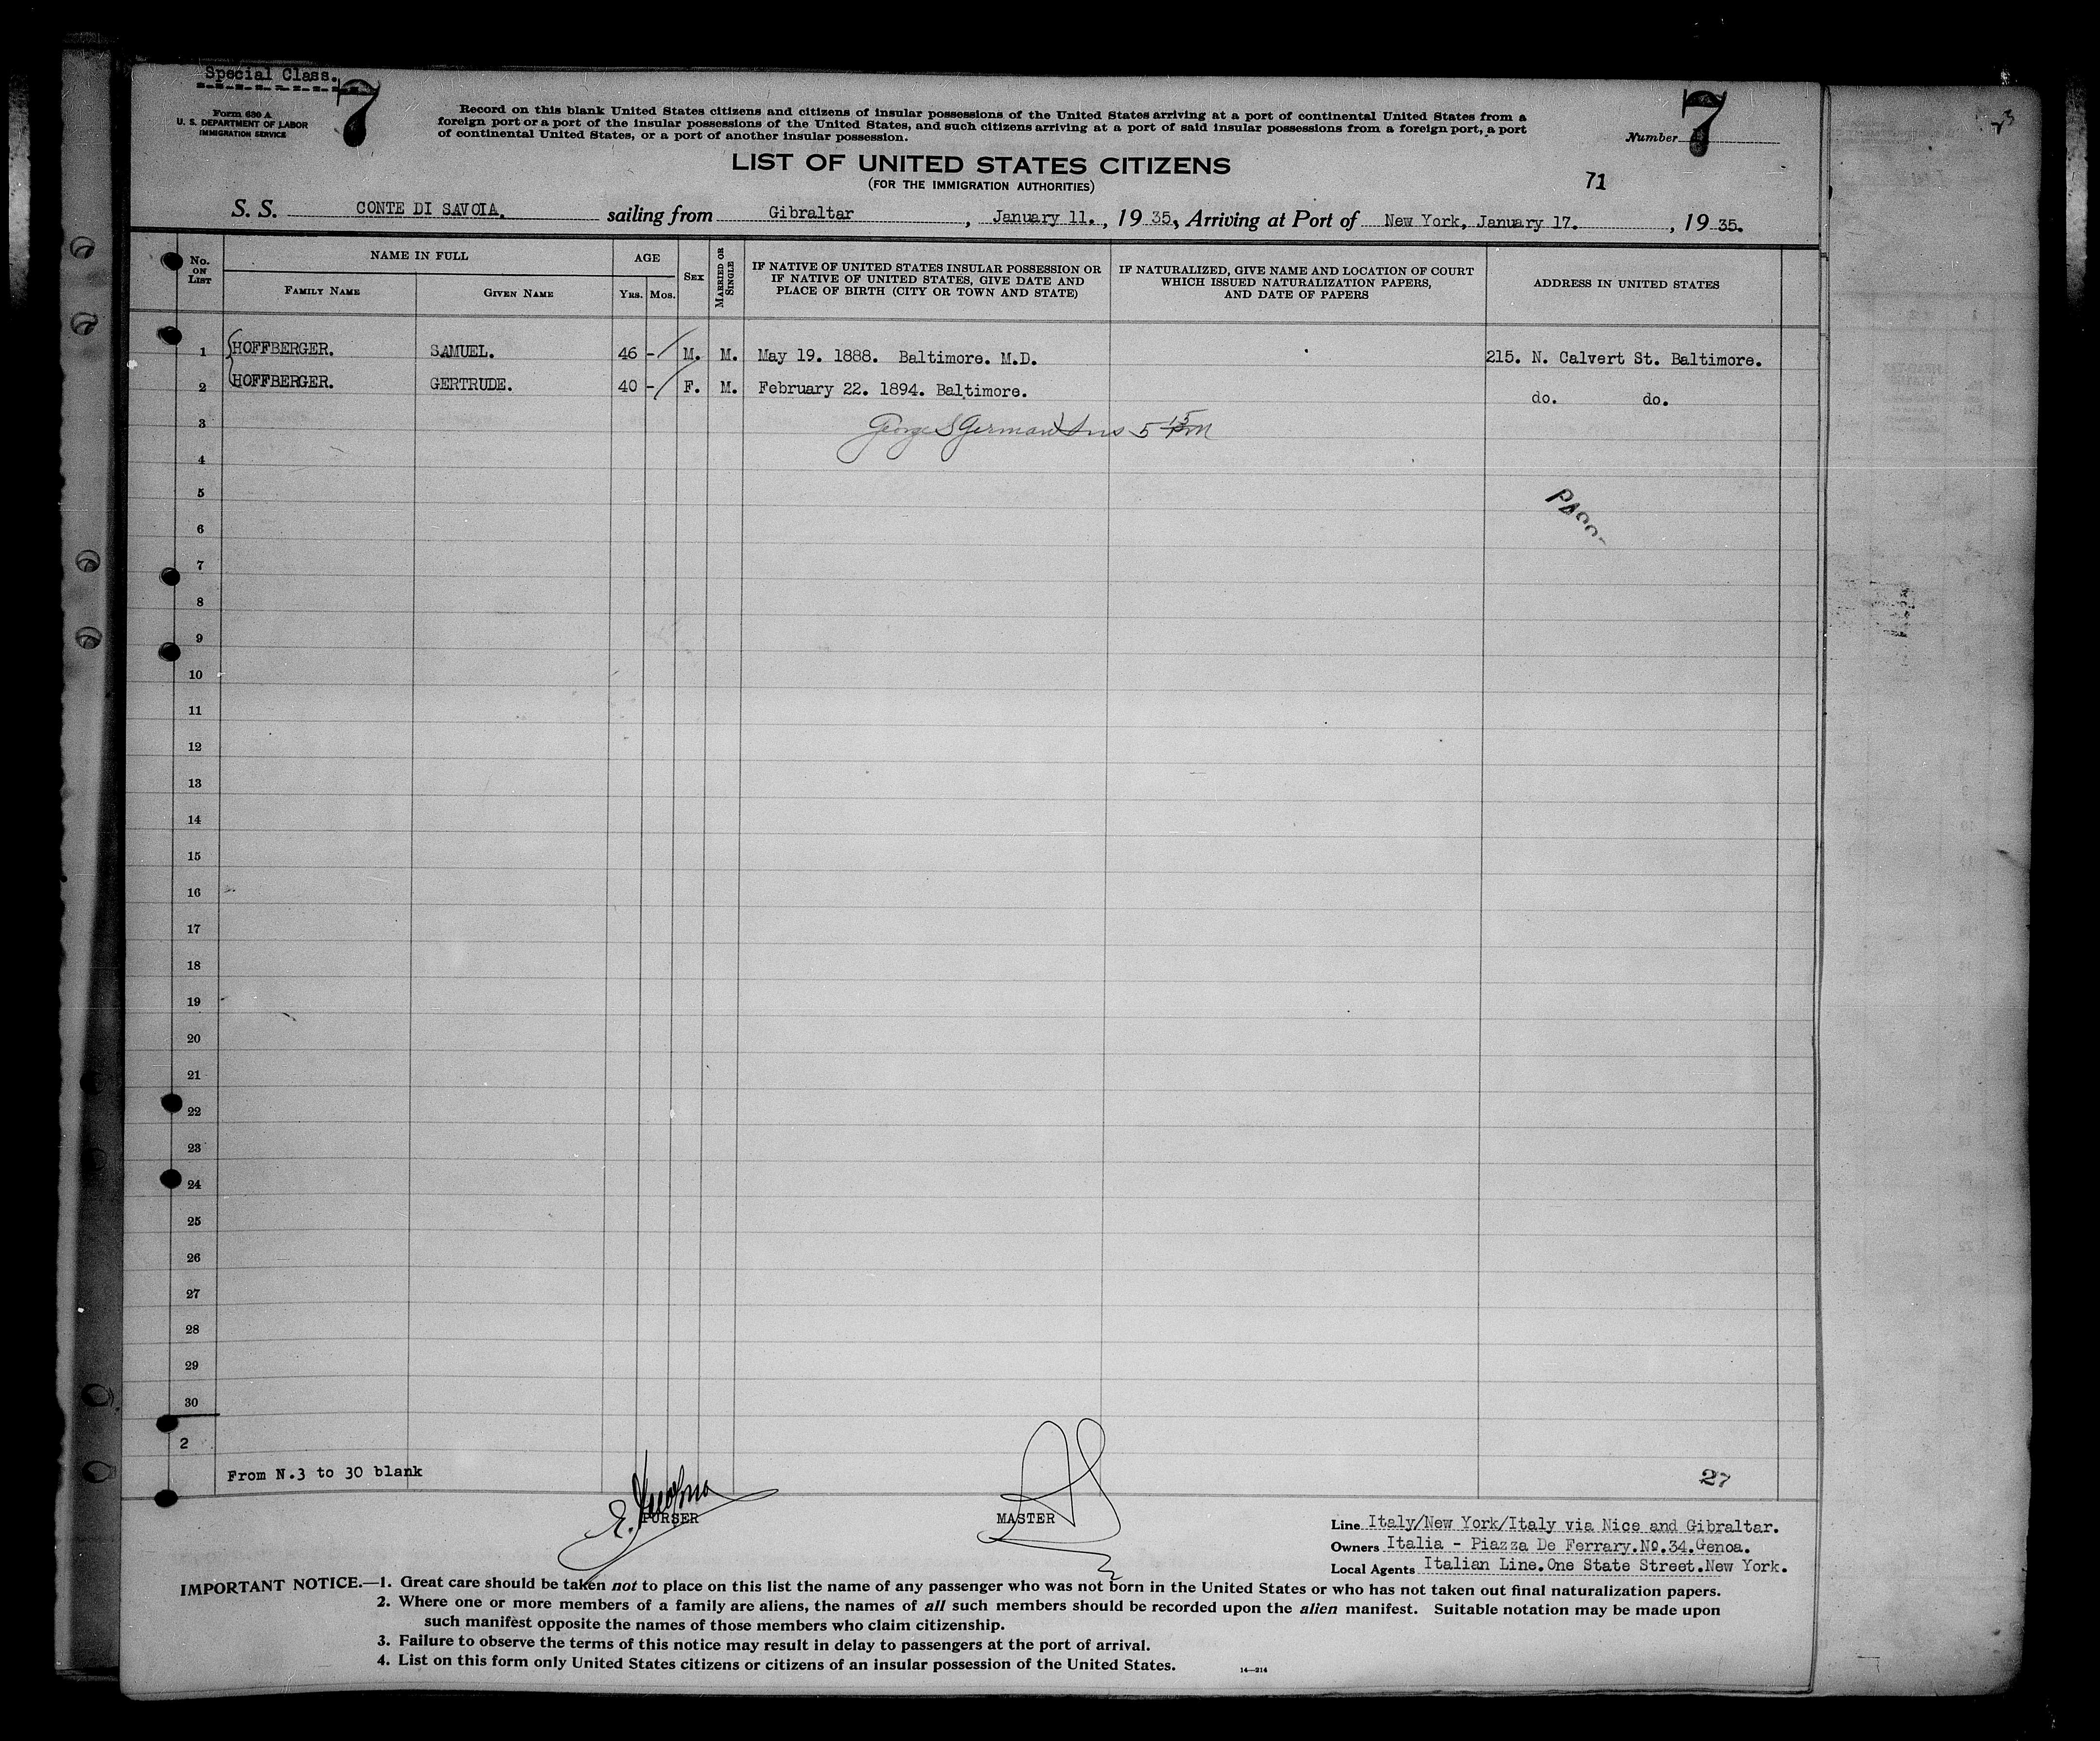 Special Class.
7
Form 630 A
U. S. DEPARTMENT OF LABOR
IMMIGRATION SERVICE
Record on this blank United States citizens and citizens of insular possessions of the United States arriving at a port of continental United States from a
foreign port or a port of the insular possessions of the United States, and such citizens arriving at a port of said insular possessions from a foreign port, a port
of continental United States, or a port of another insular possession.
Number 7
LIST OF UNITED STATES CITIZENS
(FOR THE IMMIGRATION AUTHORITIES)
71
S. S. CONTE DI SAVOIA. sailing from Gibraltar, January 11., 19 35, Arriving at Port of New York, January 17., 19 35.
No. ON LIST
NAME IN FULL
FAMILY NAME
GIVEN NAME
AGE
YRS. MOS.
SEX
MARRIED OR SINGLE
IF NATIVE OF UNITED STATES INSULAR POSSESSION OR
IF NATIVE OF UNITED STATES, GIVE DATE AND
PLACE OF BIRTH (CITY OR TOWN AND STATE)
IF NATURALIZED, GIVE NAME AND LOCATION OF COURT
WHICH ISSUED NATURALIZATION PAPERS,
AND DATE OF PAPERS
ADDRESS IN UNITED STATES
1 HOFFBERGER. SAMUEL. 46 - M. M. May 19. 1888. Baltimore. M.D. 215. N. Calvert St. Baltimore.
2 HOFFBERGER. GERTRUDE. 40 - F. M. February 22. 1894. Baltimore. do. do.
3 George S German Ins 5
4
5
6
7
8
9
10
11
12
13
14
15
16
17
18
19
20
21
22
23
24
25
26
27
28
29
30
2
From N.3 to 30 blank
27
PURSER
MASTER
Line Italy/New York/Italy via Nice and Gibraltar.
Owners Italia - Piazza De Ferrary.Nº.34.Genoa.
Local Agents Italian Line.One State Street.New York.
IMPORTANT NOTICE.—1. Great care should be taken not to place on this list the name of any passenger who was not born in the United States or who has not taken out final naturalization papers.
2. Where one or more members of a family are aliens, the names of all such members should be recorded upon the alien manifest. Suitable notation may be made upon
such manifest opposite the names of those members who claim citizenship.
3. Failure to observe the terms of this notice may result in delay to passengers at the port of arrival.
4. List on this form only United States citizens or citizens of an insular possession of the United States.
14—214